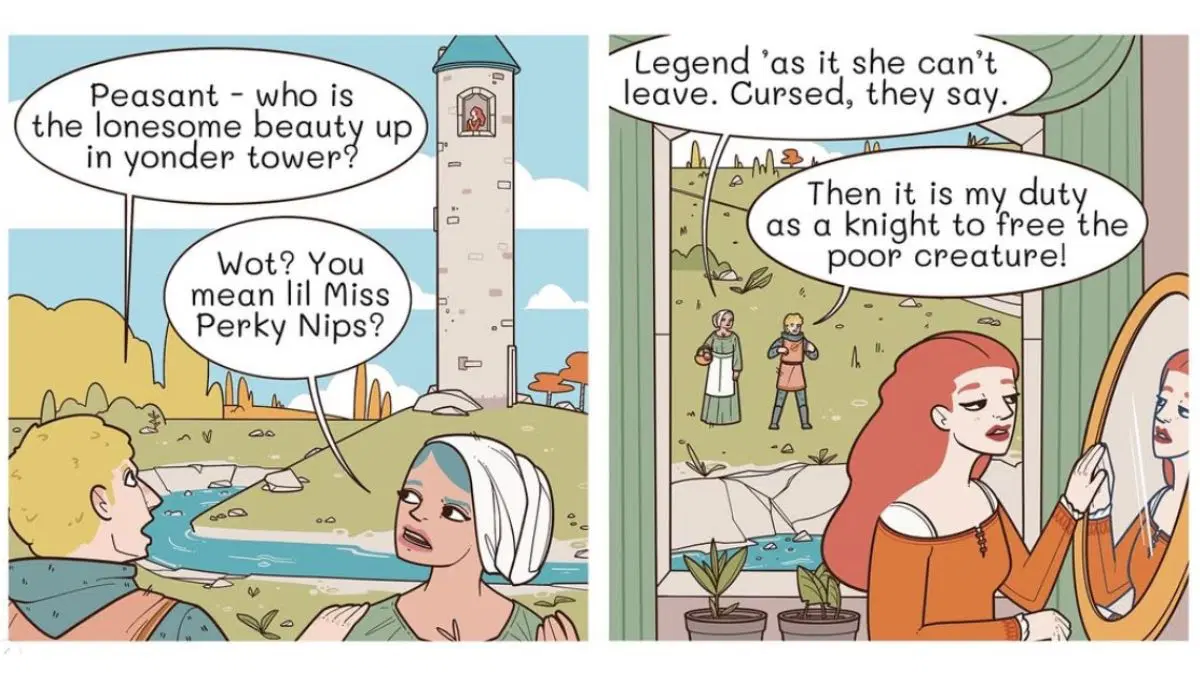 Peasant - who is
the lonesome beauty up
in yonder tower?
Wot? You
mean lil Miss
Perky Nips?
Legend 'as it she can't
leave. Cursed, they say.
Then it is my duty
as a knight to free the
poor creature!